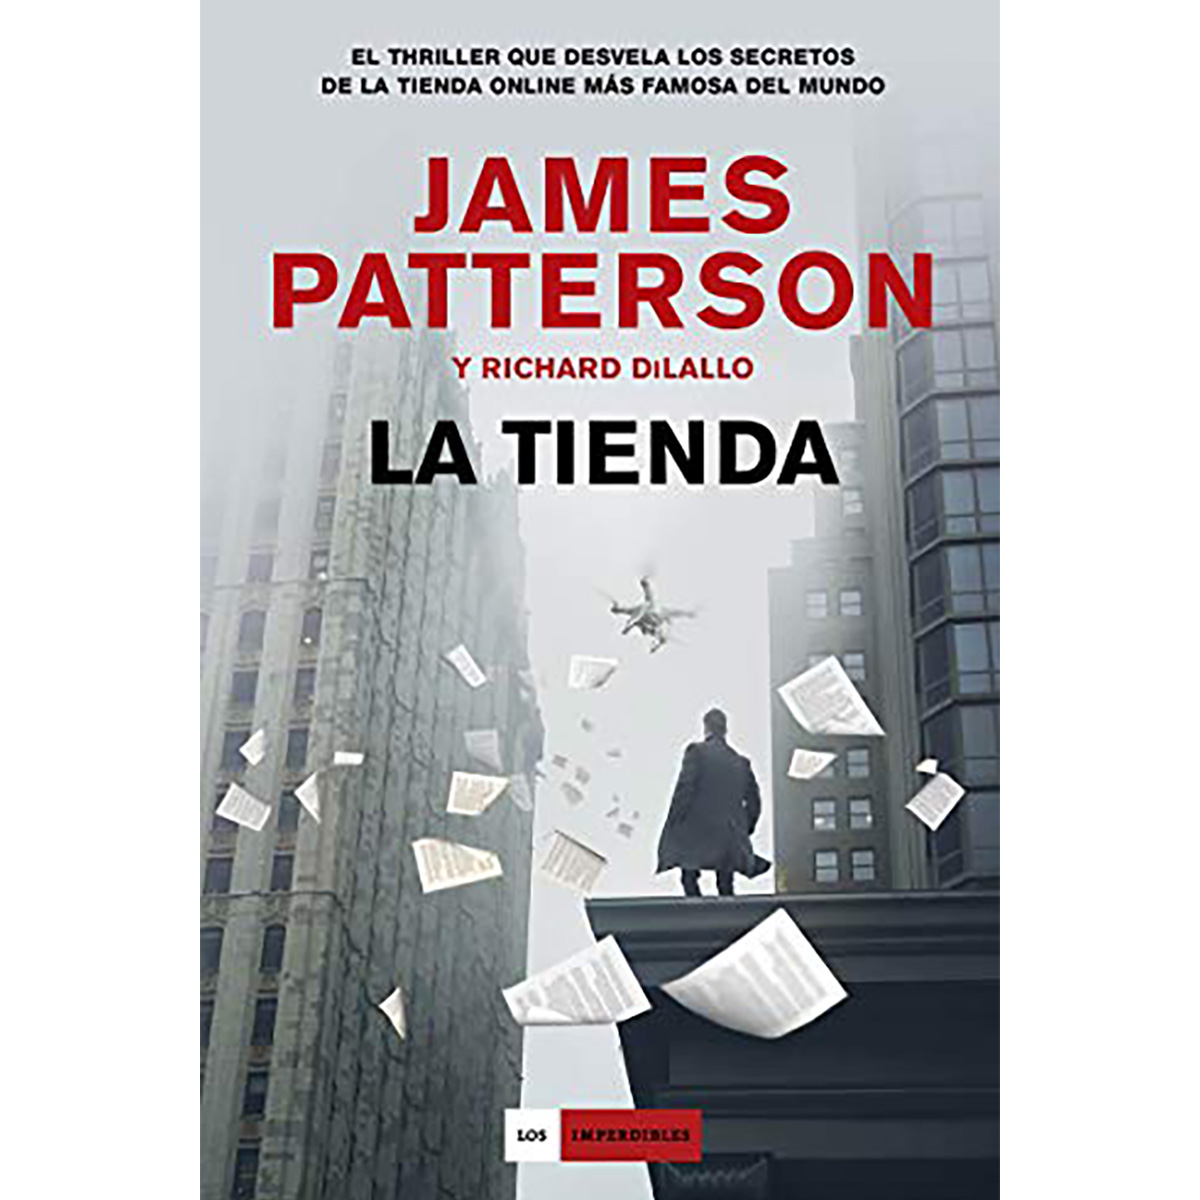 EL THRILLER QUE DESVELA LOS SECRETOS
DE LA TIENDA ONLINE MÁS FAMOSA DEL MUNDO
JAMES
PATTERSON
Y RICHARD DiLALLO
LA TIENDA
LOS IMPERDIBLES